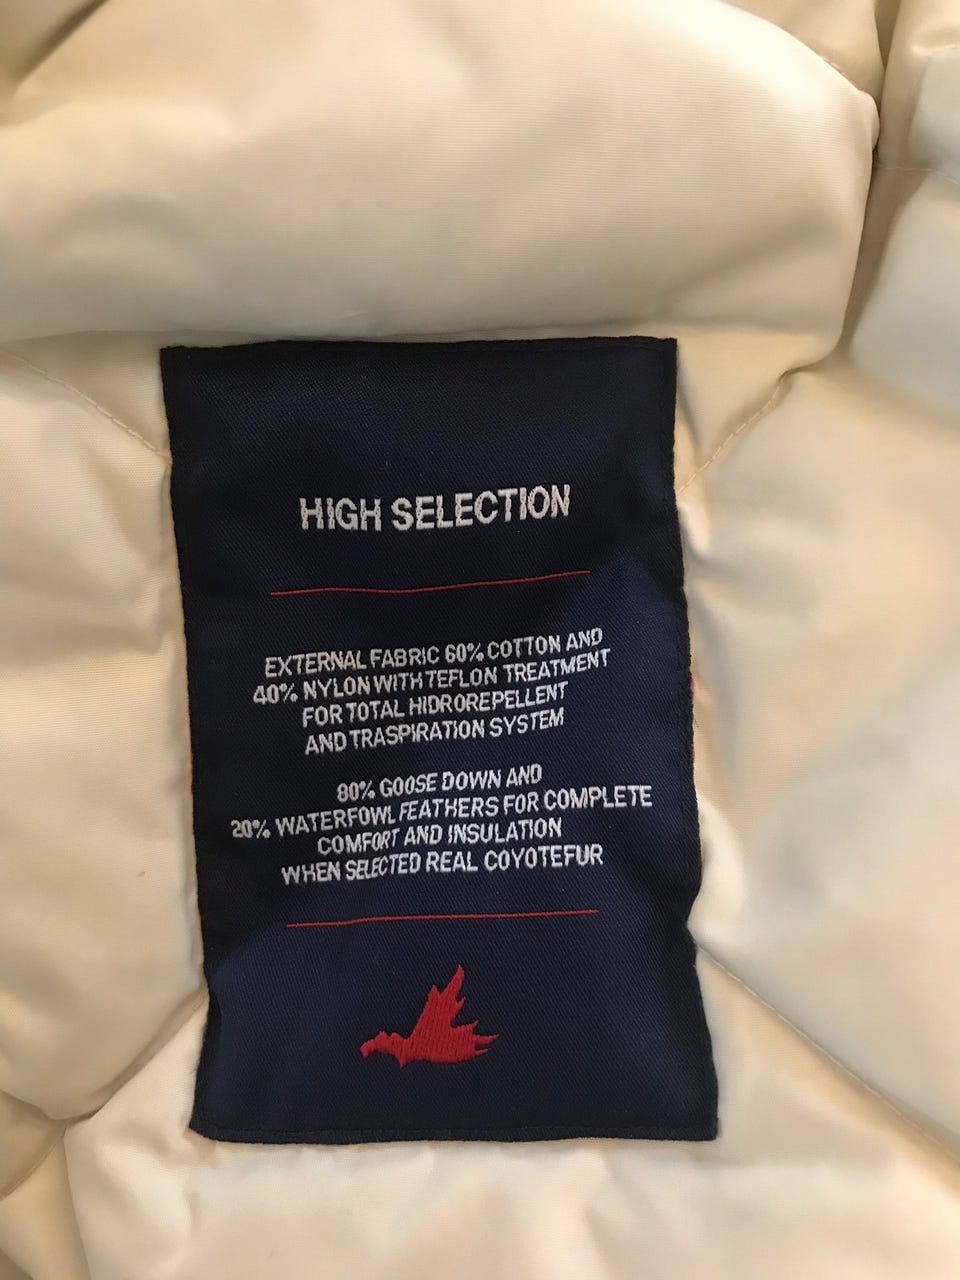 HIGH SELECTION
EXTERNAL FABRIC 60% COTTON AND
40% NYLON WITH TEFLON TREATMENT
FOR TOTAL HIDROREPELLENT
AND TRASPIRATION SYSTEM
80% GOOSE DOWN AND
20% WATERFOWL FEATHERS FOR COMPLETE
COMFORT AND INSULATION
WHEN SELECTED REAL COYOTEFUR